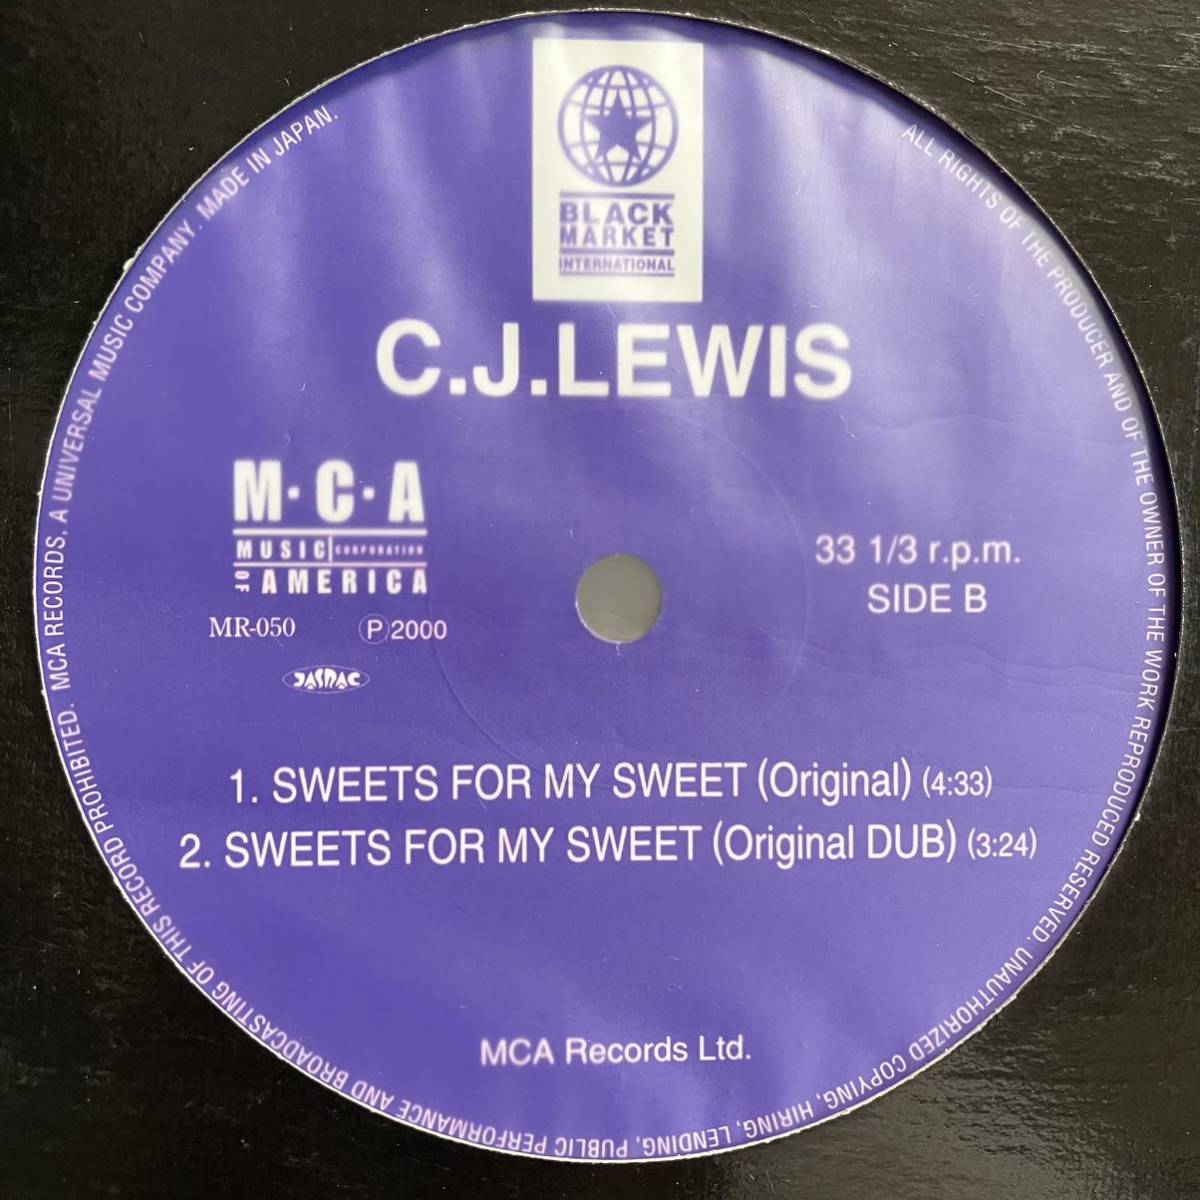 BLACK
MARKET
INTERNATIONAL
C.J.LEWIS
M·C·A
MUSIC CORPORATION
OF AMERICA
MR-050 Ⓟ2000
JASRAC
33 1/3 r.p.m.
SIDE B
1. SWEETS FOR MY SWEET (Original) (4:33)
2. SWEETS FOR MY SWEET (Original DUB) (3:24)
MCA Records Ltd.
ALL RIGHTS OF THE PRODUCER AND OF THE OWNER OF THE WORK REPRODUCED RESERVED. UNAUTHORIZED COPYING, HIRING, LENDING, PUBLIC PERFORMANCE AND BROADCASTING OF THIS RECORD PROHIBITED. MCA RECORDS, A UNIVERSAL MUSIC COMPANY. MADE IN JAPAN.